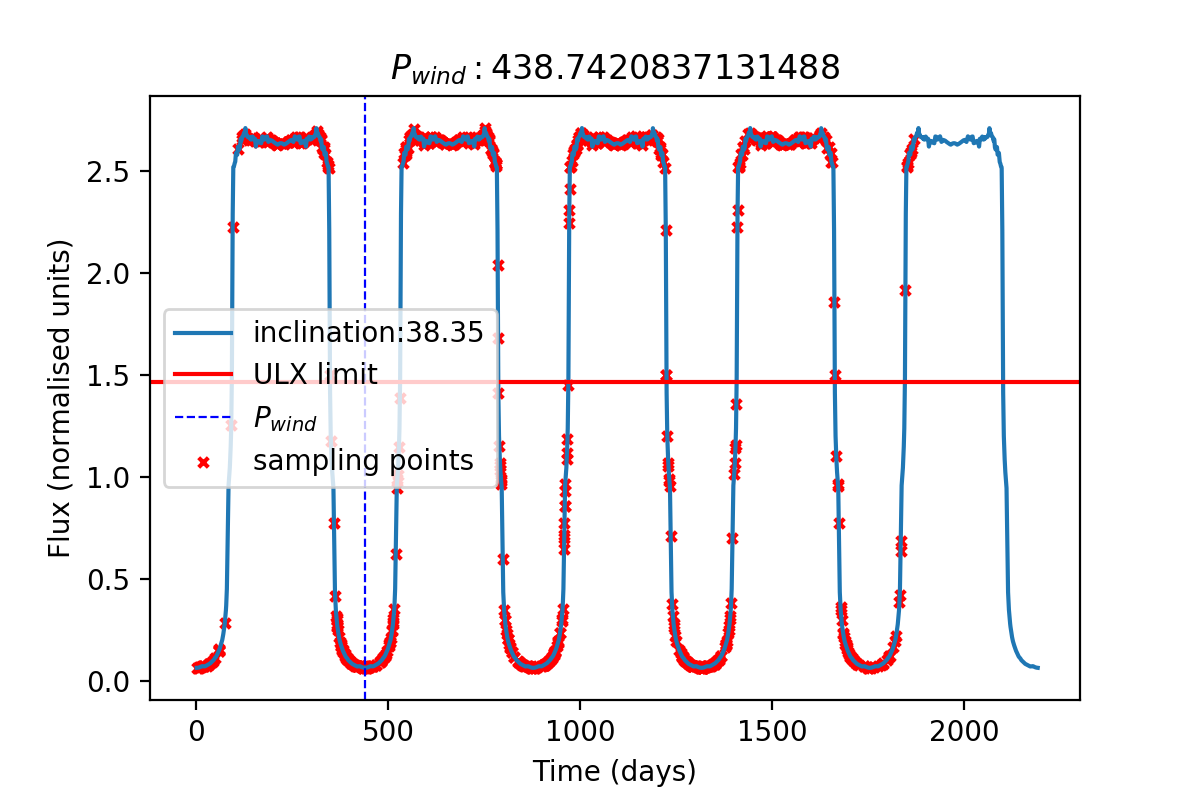 P_wind : 438.7420837131488
Flux (normalised units)
2.5
2.0
1.5
1.0
0.5
0.0
inclination:38.35
ULX limit
P_wind
sampling points
0 500 1000 1500 2000
Time (days)